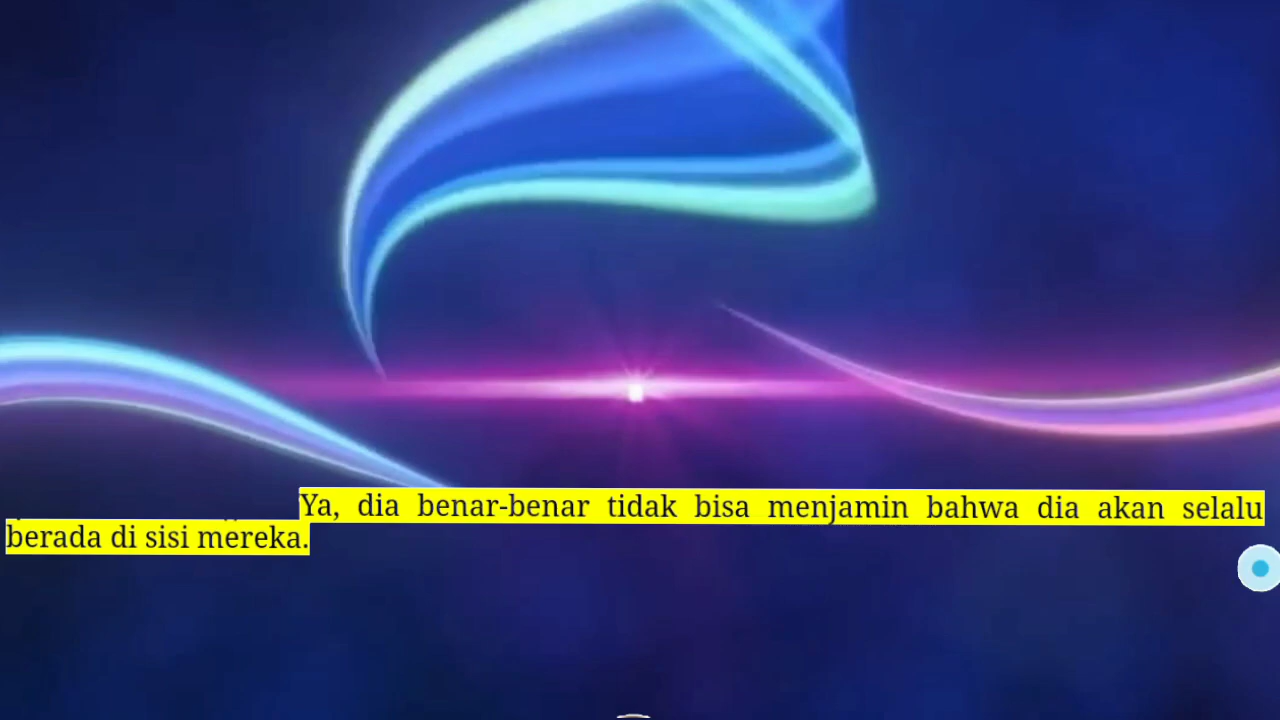 Ya, dia benar-benar tidak bisa menjamin bahwa dia akan selalu
berada di sisi mereka.